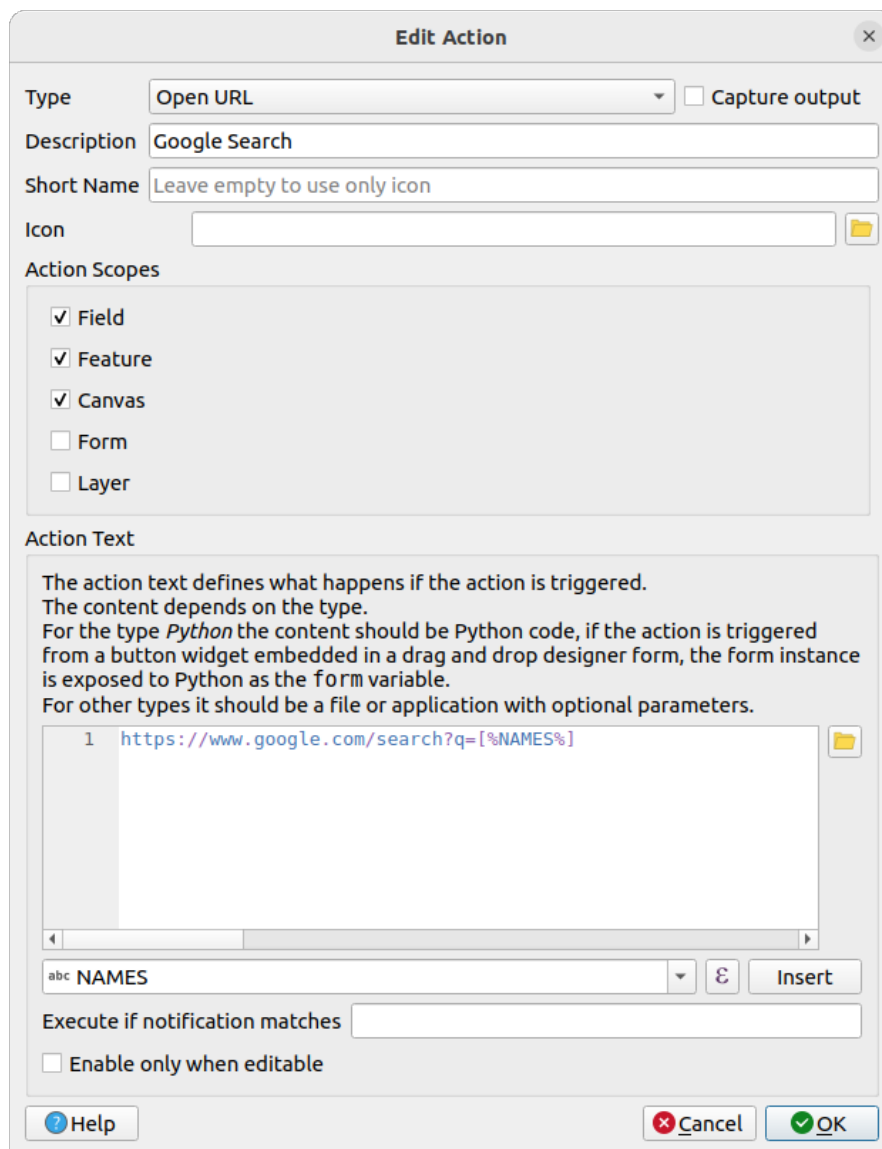 Edit Action
Type Open URL Capture output
Description Google Search
Short Name Leave empty to use only icon
Icon
Action Scopes
Field
Feature
Canvas
Form
Layer
Action Text
The action text defines what happens if the action is triggered.
The content depends on the type.
For the type Python the content should be Python code, if the action is triggered
from a button widget embedded in a drag and drop designer form, the form instance
is exposed to Python as the form variable.
For other types it should be a file or application with optional parameters.
1 https://www.google.com/search?q=[%NAMES%]
abc NAMES ε Insert
Execute if notification matches
Enable only when editable
Help Cancel OK